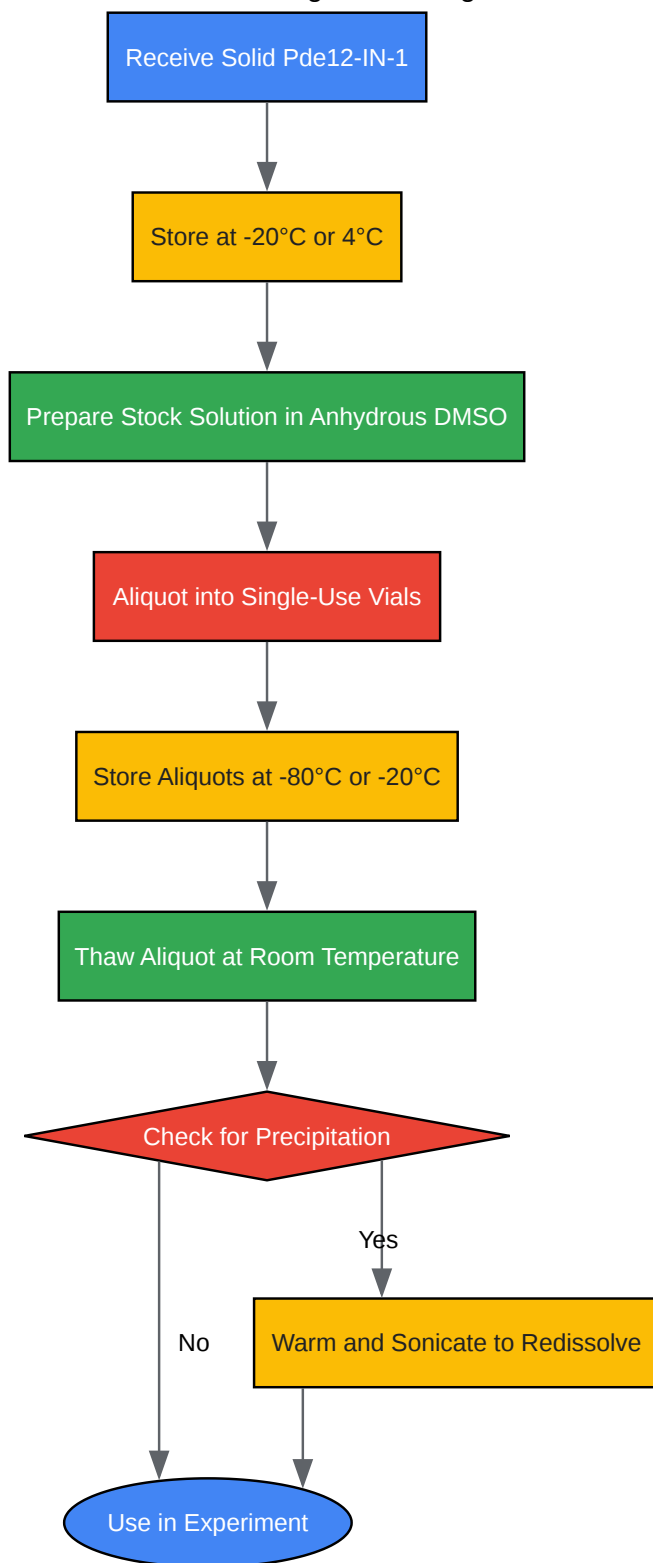 Receive Solid Pde12-IN-1
Store at -20°C or 4°C
Prepare Stock Solution in Anhydrous DMSO
Aliquot into Single-Use Vials
Store Aliquots at -80°C or -20°C
Thaw Aliquot at Room Temperature
Check for Precipitation
Yes
No
Warm and Sonicate to Redissolve
Use in Experiment